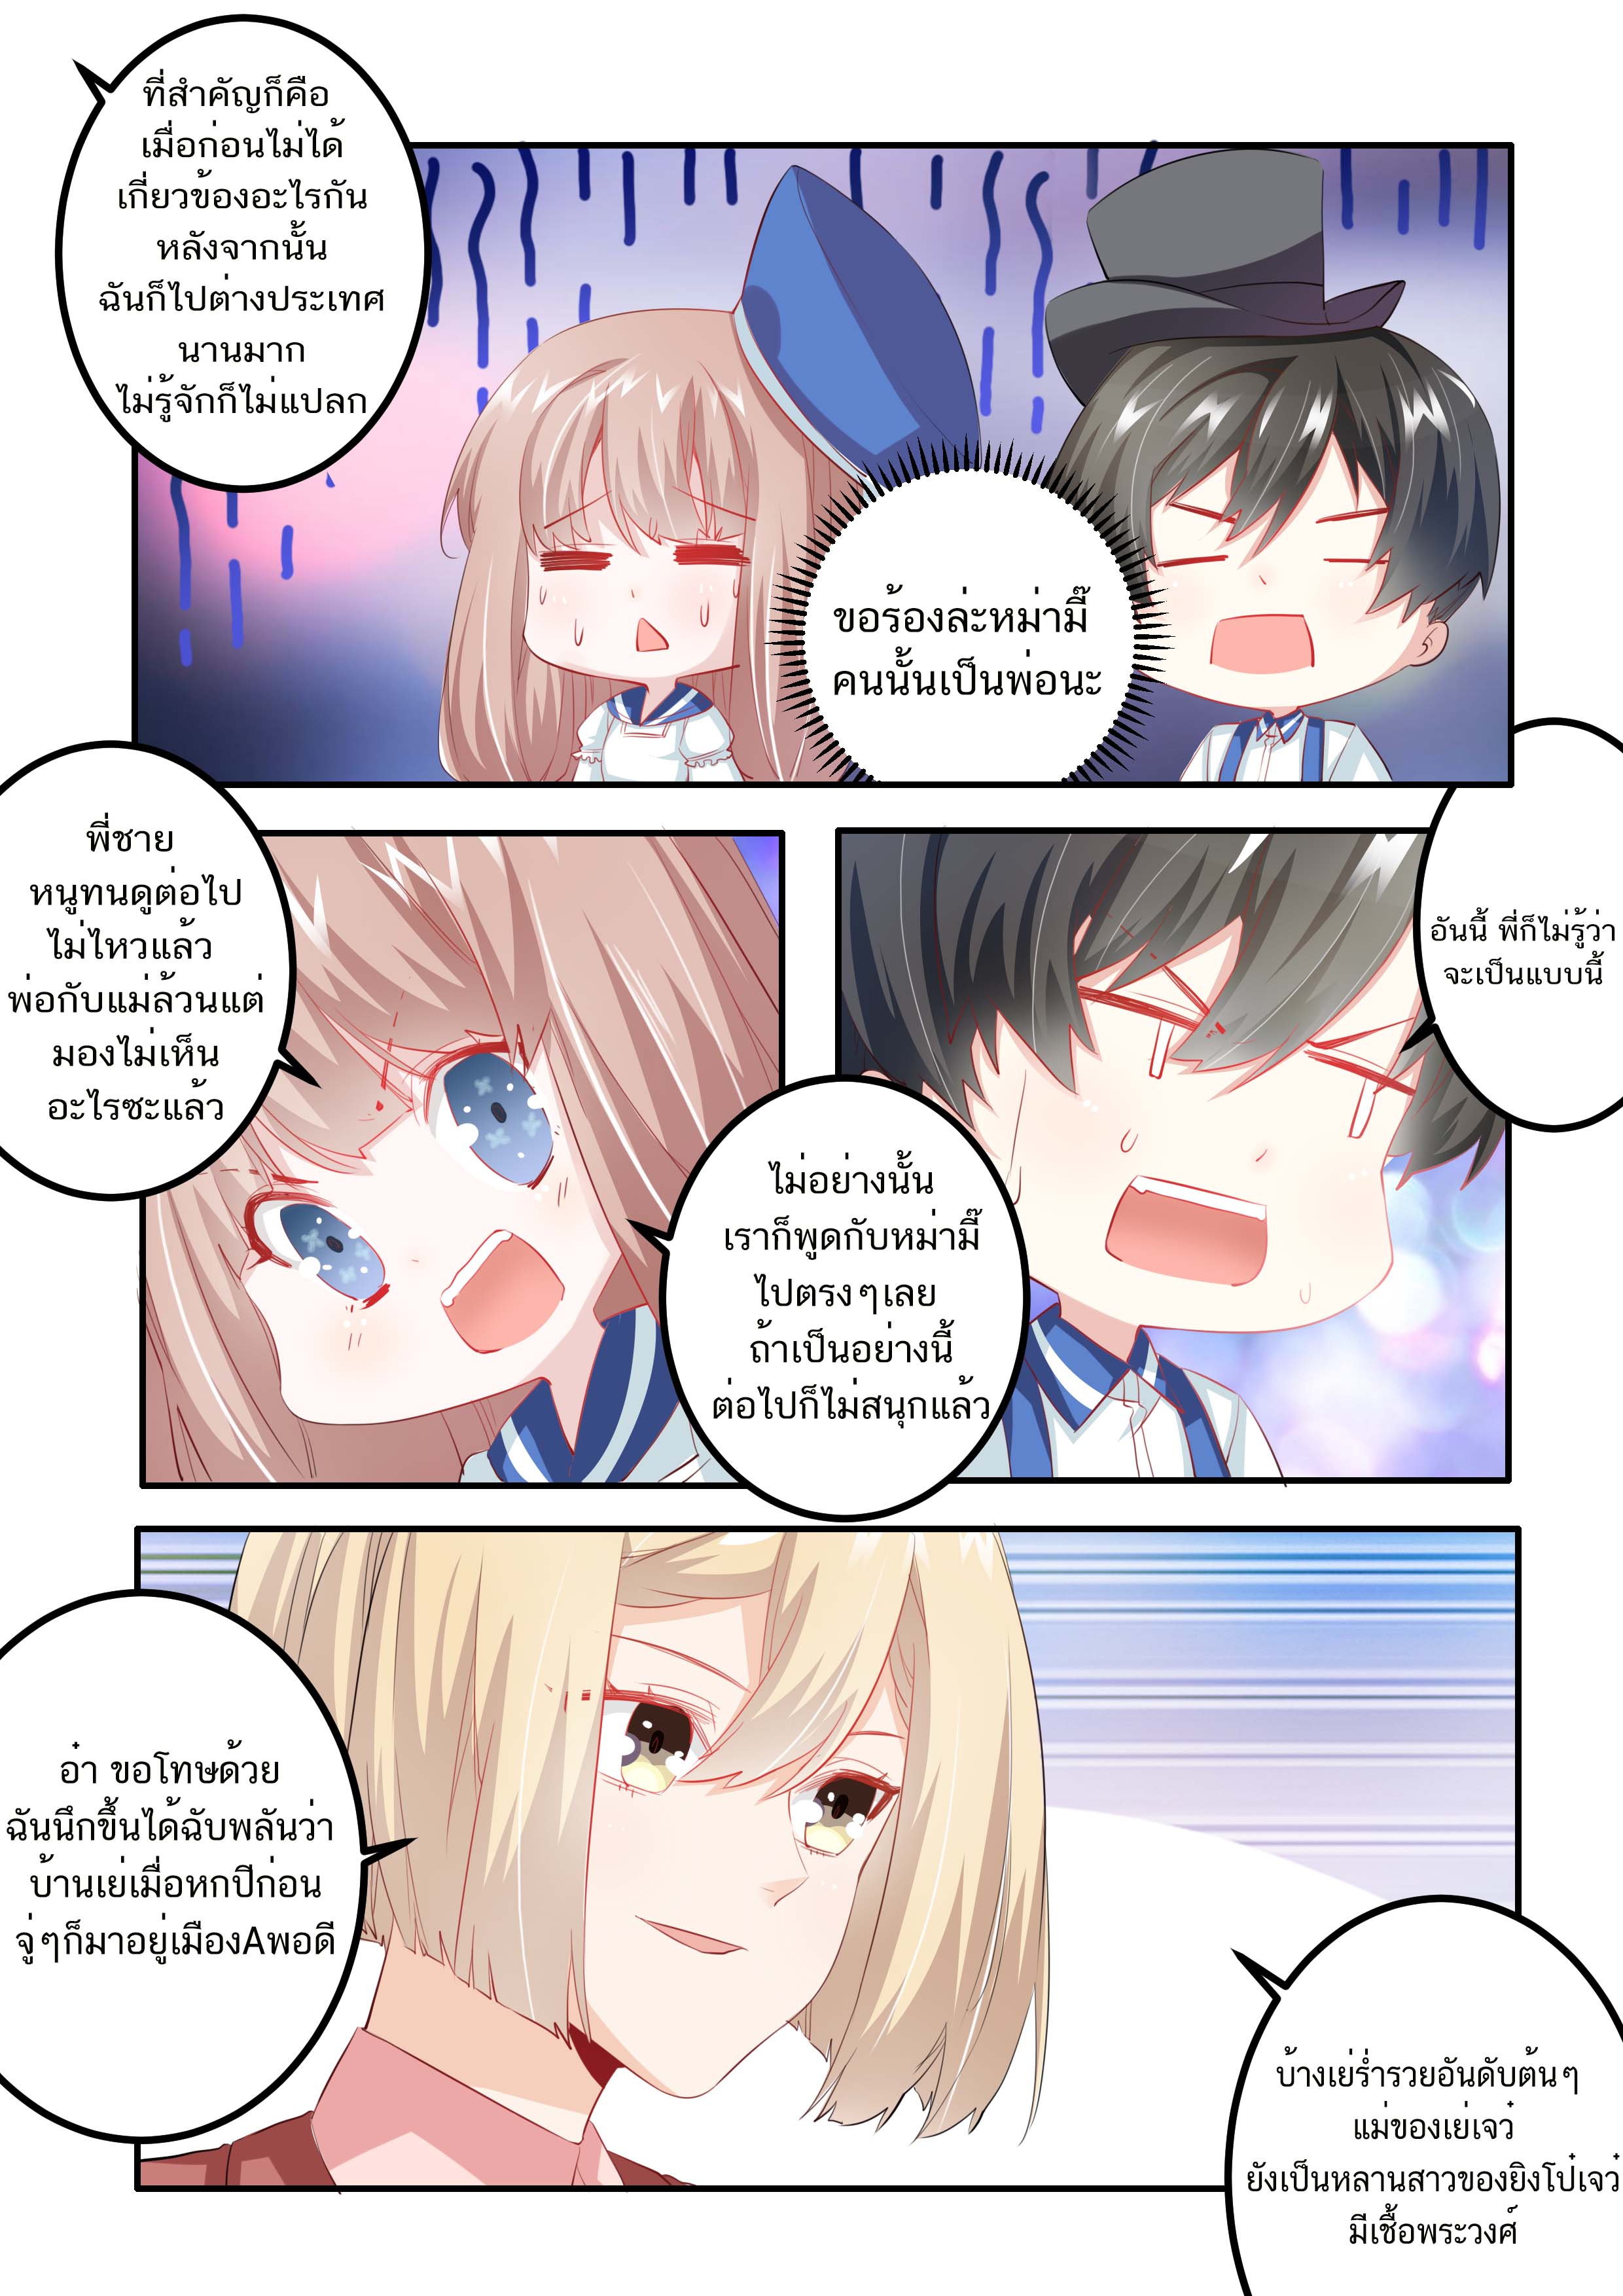 ที่สำคัญก็คือ
เมื่อก่อนไม่ได้
เกี่ยวข้องอะไรกัน
หลังจากนั้น
ฉันก็ไปต่างประเทศ
นานมาก
ไม่รู้จักก็ไม่แปลก
ขอร้องล่ะหม่ามี๊
คนนั้นเป็นพ่อนะ
พี่ชาย
หนูทนดูต่อไป
ไม่ไหวแล้ว
พ่อกับแม่ล้วนแต่
มองไม่เห็น
อะไรซะแล้ว
อันนี้ พี่ก็ไม่รู้ว่า
จะเป็นแบบนี้
ไม่อย่างนั้น
เราก็พูดกับหม่ามี๊
ไปตรงๆเลย
ถ้าเป็นอย่างนี้
ต่อไปก็ไม่สนุกแล้ว
อ๋า ขอโทษด้วย
ฉันนึกขึ้นได้ฉับพลันว่า
บ้านเย่เมื่อหกปีก่อน
จู่ๆก็มาอยู่เมืองAพอดี
บ้างเย่ร่ำรวยอันดับต้นๆ
แม่ของเย่เจว๋
ยังเป็นหลานสาวของยิงโป๋เจว๋
มีเชื้อพระวงศ์